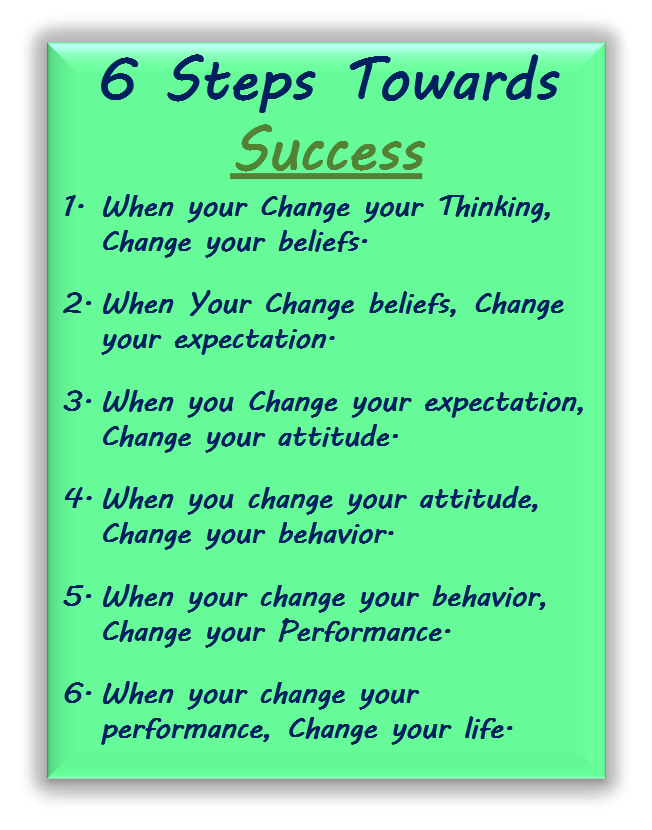 6 Steps Towards
Success
1. When your Change your Thinking,
Change your beliefs.
2. When Your Change beliefs, Change
your expectation.
3. When you Change your expectation,
Change your attitude.
4. When you change your attitude,
Change your behavior.
5. When your change your behavior,
Change your Performance.
6. When your change your
performance, Change your life.